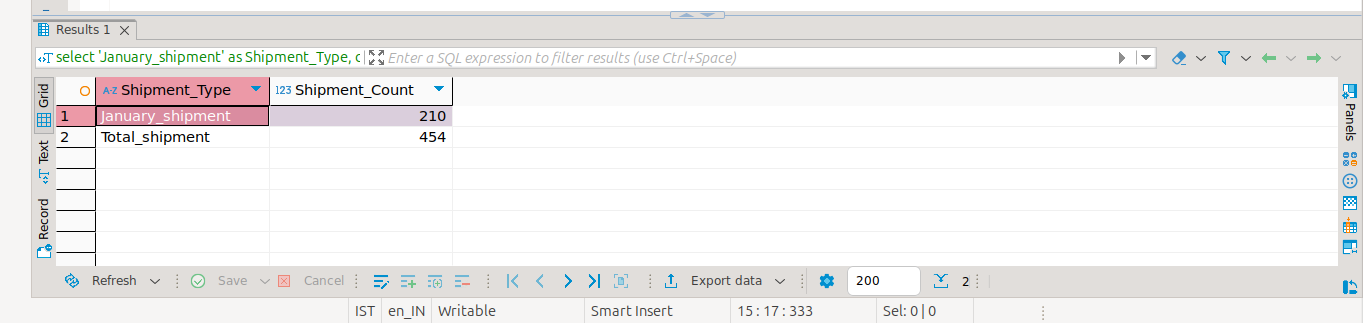 Results 1
select 'January_shipment' as Shipment_Type, c
Enter a SQL expression to filter results (use Ctrl+Space)
Grid
Text
Record
A-Z Shipment_Type
123 Shipment_Count
1 January_shipment 210
2 Total_shipment 454
Panels
Refresh Save Cancel Export data 200 2
IST en_IN Writable Smart Insert 15 : 17 : 333 Sel: 0 | 0